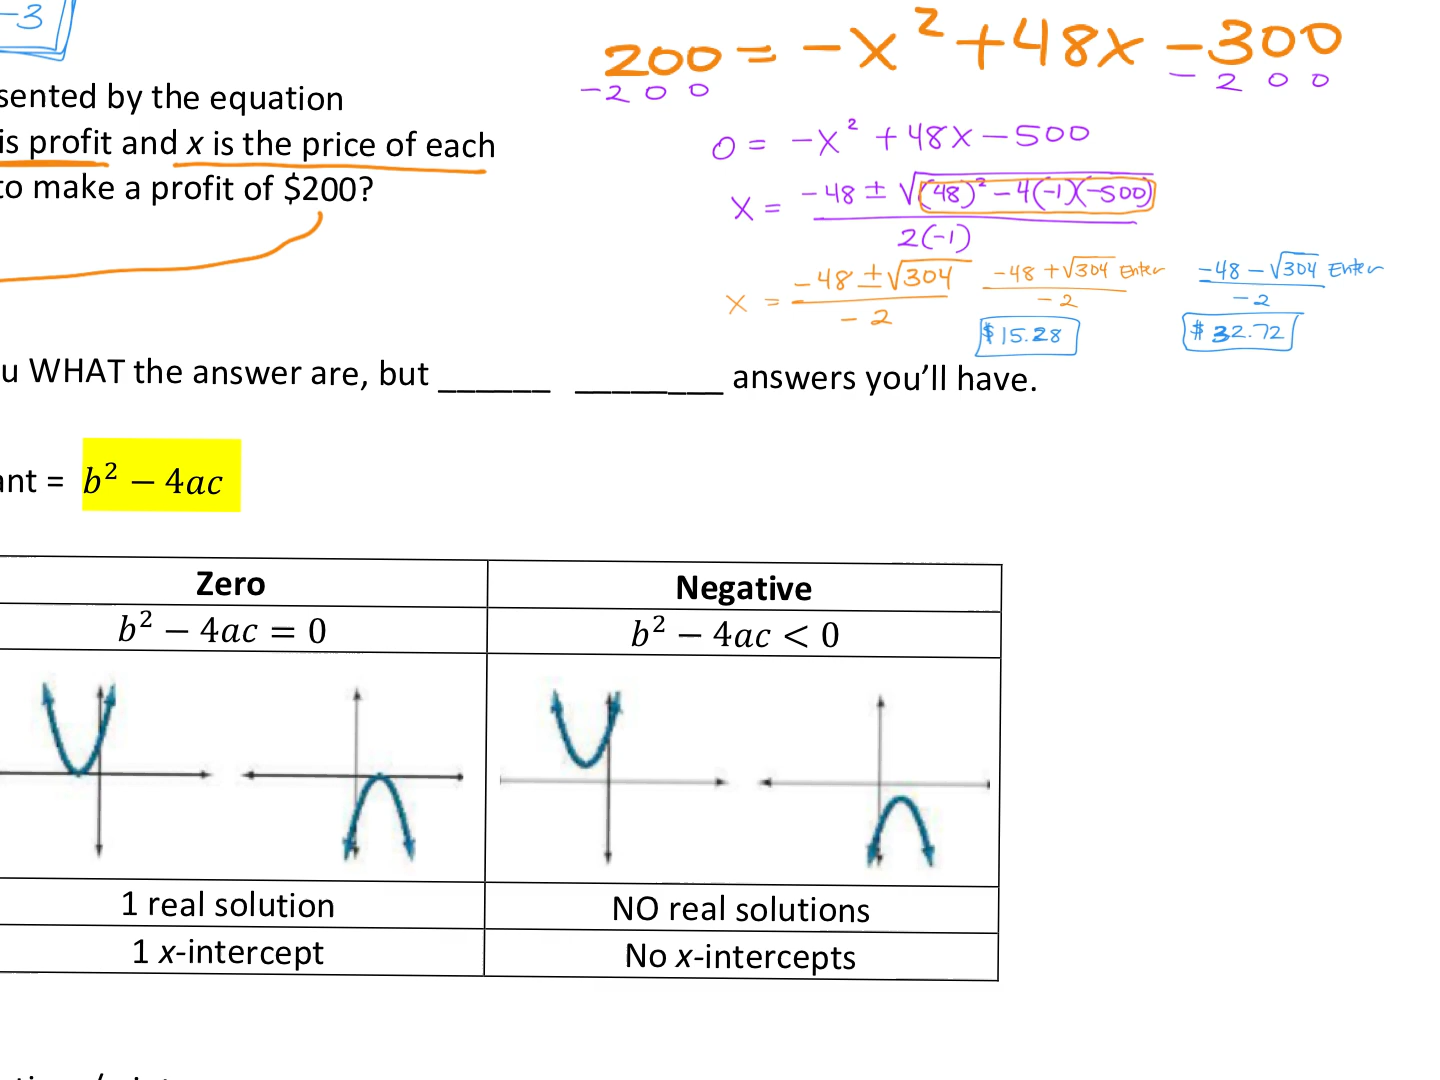 -3
200 = -x² + 48x - 300
-200 -200
sented by the equation
is profit and x is the price of each
to make a profit of $200?
0 = -x² + 48x - 500
x = (-48 ± √((48)² - 4(-1)(-500))) / 2(-1)
x = (-48 ± √304) / -2
(-48 + √304) / -2 Enter
$15.28
(-48 - √304) / -2 Enter
$32.72
u WHAT the answer are, but ______ ________ answers you'll have.
ant = b² − 4ac
Zero Negative
b² − 4ac = 0 b² − 4ac < 0
1 real solution NO real solutions
1 x-intercept No x-intercepts